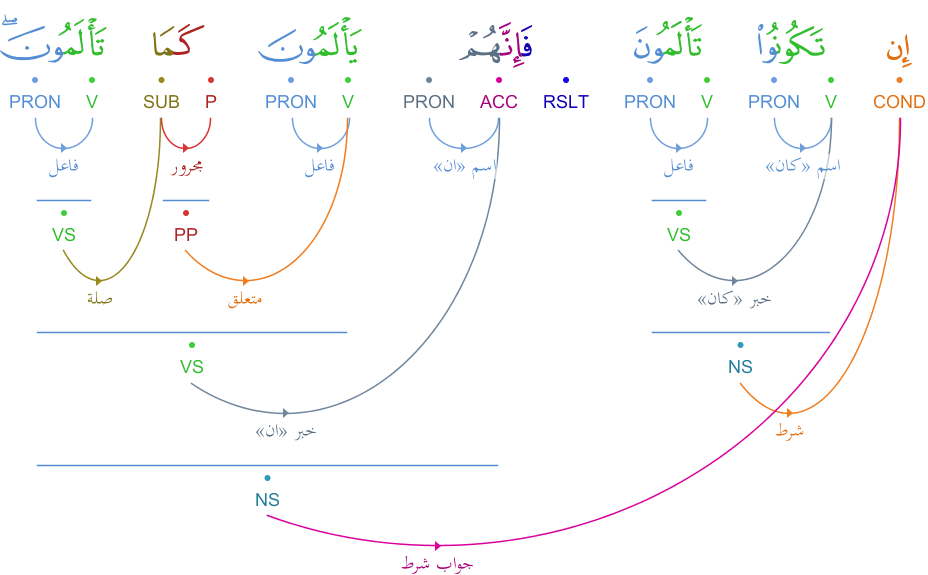 إِن تَكُونُوا۟ تَأْلَمُونَ فَإِنَّهُمْ يَأْلَمُونَ كَمَا تَأْلَمُونَ ۖ
COND V PRON V PRON RSLT ACC PRON V PRON P SUB V PRON
اسم «كان» فاعل اسم «ان» فاعل مجرور فاعل
VS PP VS
خبر «كان» متعلق صلة
NS VS
شرط خبر «ان»
NS
جواب شرط